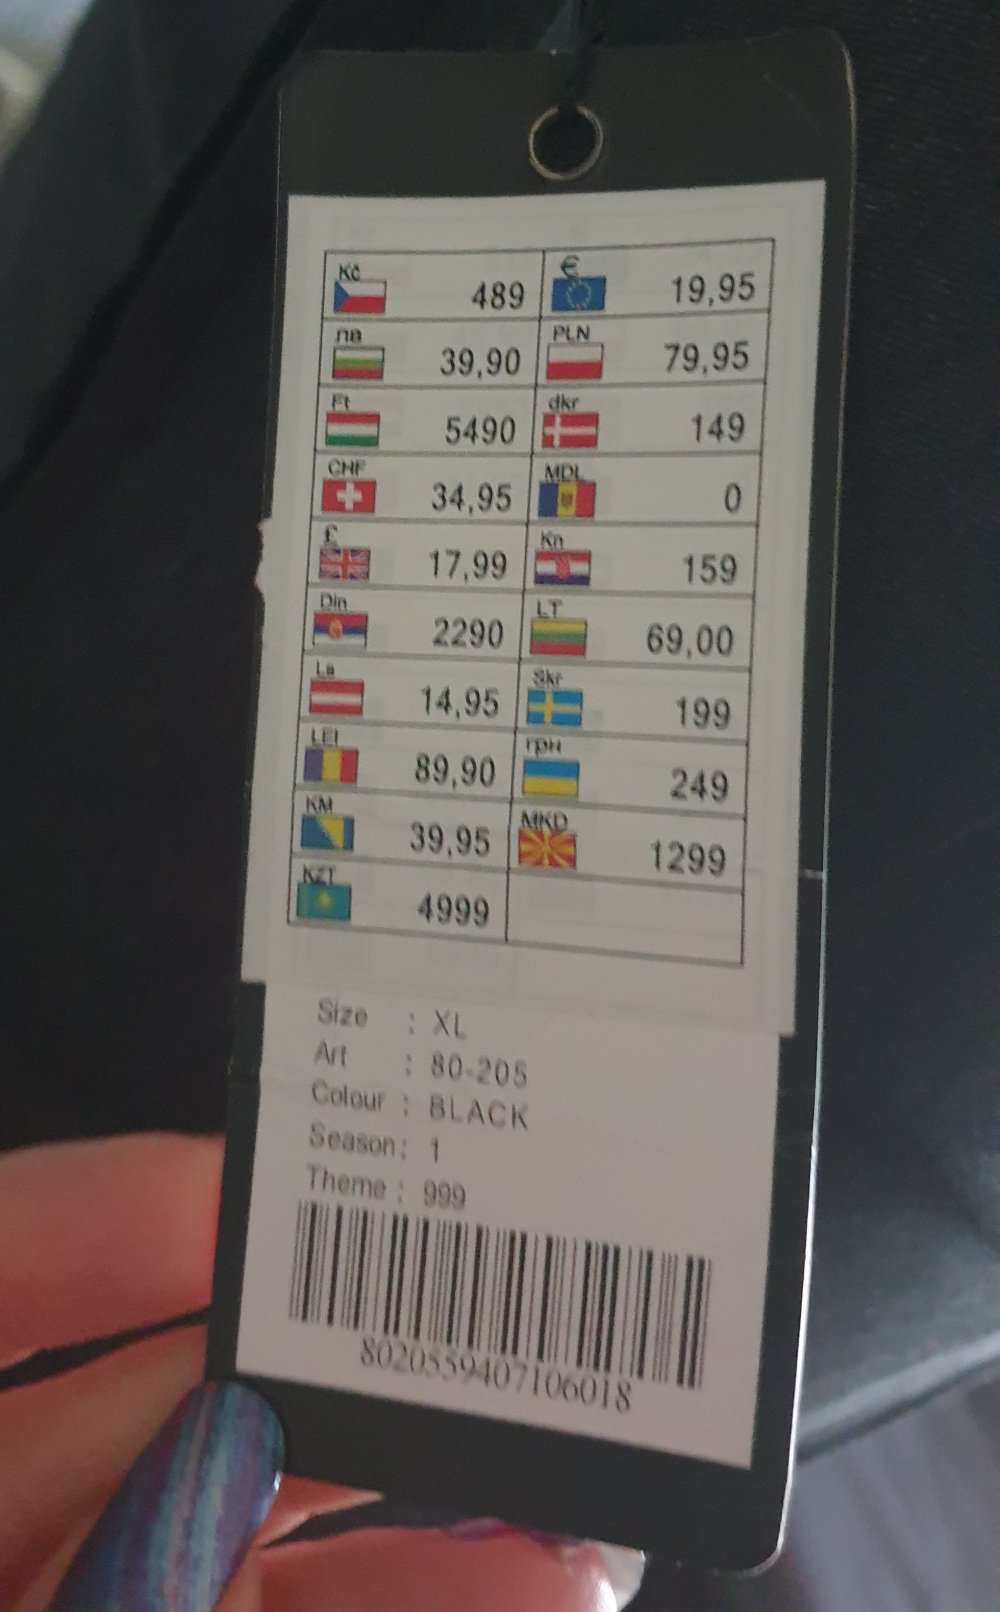 Kč 489 € 19,95
лв 39,90 PLN 79,95
Ft 5490 dkr 149
CHF 34,95 MDL 0
£ 17,99 Kn 159
Din 2290 LT 69,00
Ls 14,95 Skr 199
LEI 89,90 грн 249
KM 39,95 MKD 1299
KZT 4999
Size : XL
Art : 80-205
Colour : BLACK
Season : 1
Theme : 999
8020559407106018